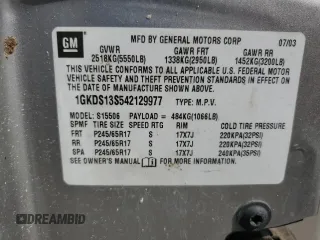 GM
MFD BY GENERAL MOTORS CORP 07/03
GVWR GAWR FRT GAWR RR
2518KG(5550LB) 1338KG(2950LB) 1452KG(3200LB)
THIS VEHICLE CONFORMS TO ALL APPLICABLE U.S. FEDERAL MOTOR
VEHICLE SAFETY AND THEFT PREVENTION STANDARDS IN EFFECT
ON THE DATE OF MANUFACTURE SHOWN ABOVE.
1GKDS13S542129977 TYPE: M.P.V.
MODEL: S15506 PAYLOAD = 484KG(1066LB)
SPMF TIRE SIZE SPEED RTG RIM COLD TIRE PRESSURE
FRT P245/65R17 S 17X7J 220KPA(32PSI)
RR P245/65R17 S 17X7J 220KPA(32PSI)
SPA P245/65R17 S 17X7J 240KPA(35PSI)
SEE OWNER'S MANUAL FOR ADDITIONAL INFORMATION
DREAMBID.COM